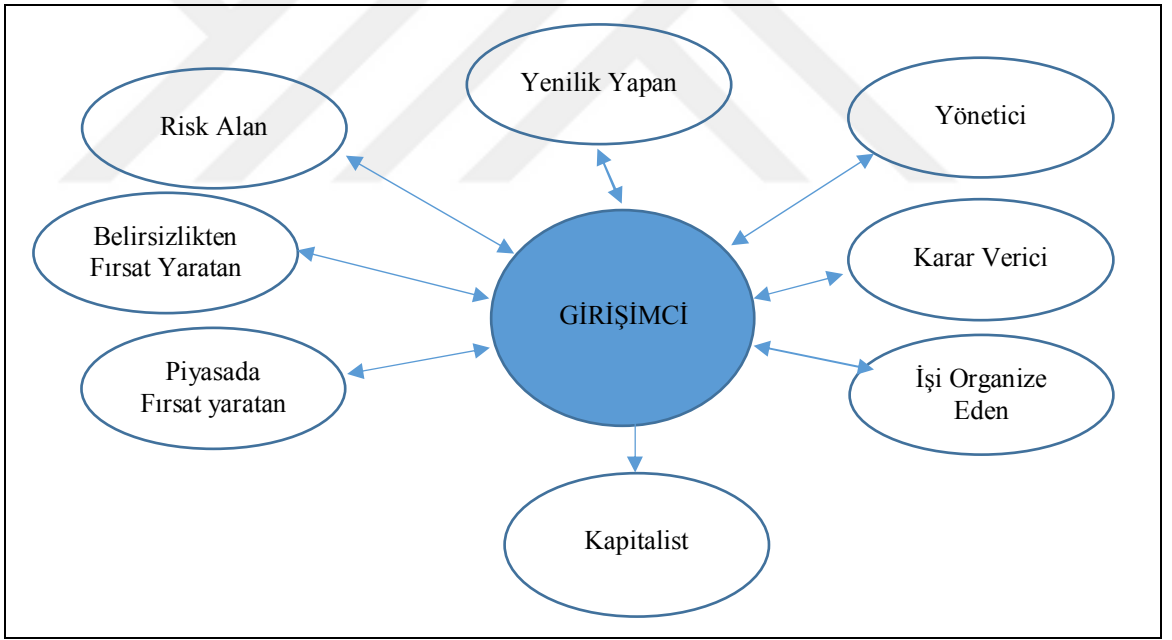 Yenilik Yapan
Yönetici
Risk Alan
Belirsizlikten
Fırsat Yaratan
Karar Verici
GİRİŞİMCİ
Piyasada
Fırsat yaratan
İşi Organize
Eden
Kapitalist